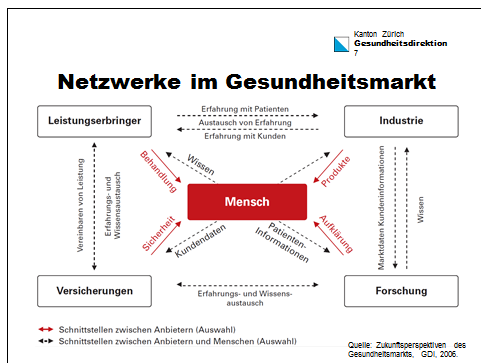 Kanton Zürich
Gesundheitsdirektion
7
Netzwerke im Gesundheitsmarkt
Leistungserbringer
Erfahrung mit Patienten
Austausch von Erfahrung
Erfahrung mit Kunden
Industrie
Behandlung
Wissen
Produkte
Vereinbaren von Leistung
Erfahrungs- und
Wissensaustausch
Mensch
Marktdaten Kundeninformationen
Wissen
Sicherheit
Kundendaten
Patienten-
Informationen
Aufklärung
Versicherungen
Erfahrungs- und Wissens-
austausch
Forschung
Schnittstellen zwischen Anbietern (Auswahl)
Schnittstellen zwischen Anbietern und Menschen (Auswahl)
Quelle: Zukunftsperspektiven des
Gesundheitsmarkts, GDI, 2006.